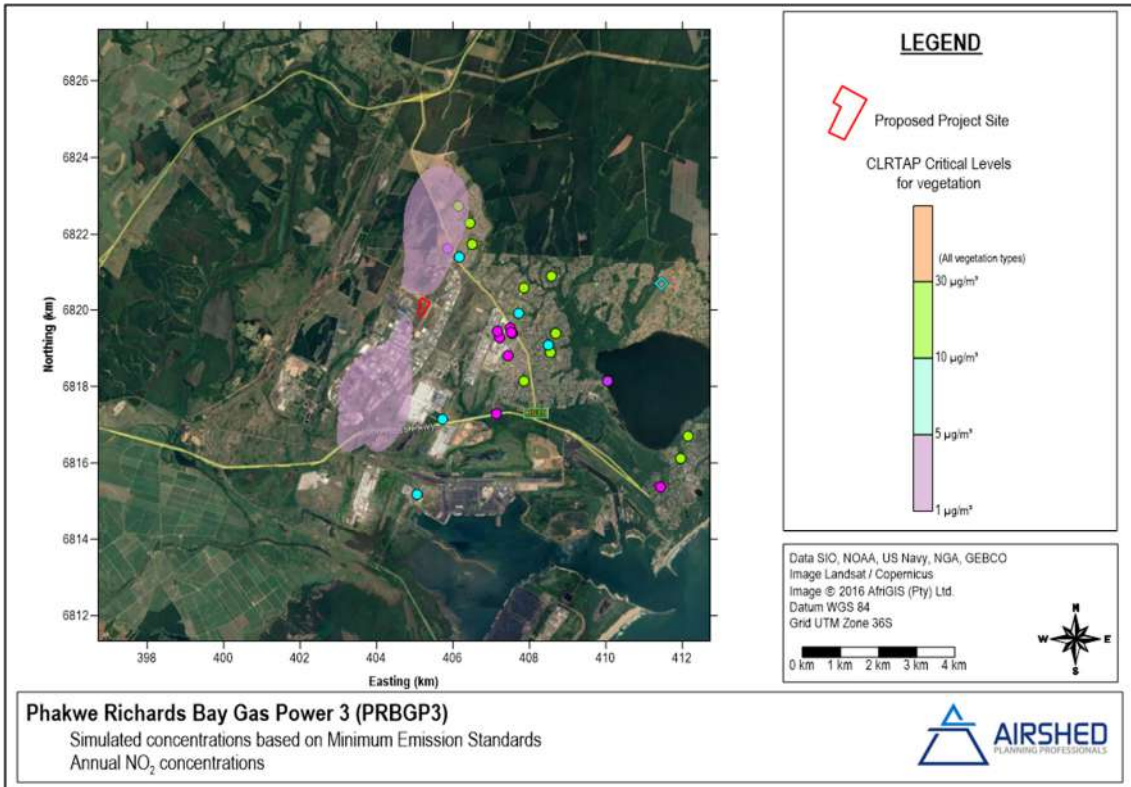 6826
6824
6822
6820
6818
6816
6814
6812
Northing (km)
398
400
402
404
406
408
410
412
Easting (km)
LEGEND
Proposed Project Site
CLRTAP Critical Levels
for vegetation
(All vegetation types)
30 µg/m³
10 µg/m³
5 µg/m³
1 µg/m³
Data SIO, NOAA, US Navy, NGA, GEBCO
Image Landsat / Copernicus
Image © 2016 AfriGIS (Pty) Ltd.
Datum WGS 84
Grid UTM Zone 36S
N
W
E
S
0 km 1 km 2 km 3 km 4 km
Phakwe Richards Bay Gas Power 3 (PRBGP3)
Simulated concentrations based on Minimum Emission Standards
Annual NO₂ concentrations
AIRSHED
PLANNING PROFESSIONALS